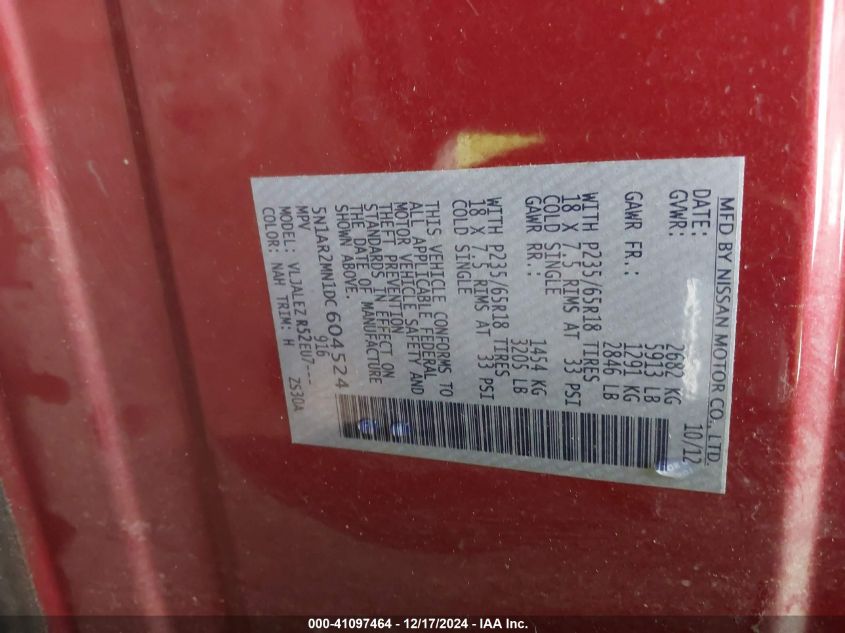 MFD BY NISSAN MOTOR CO., LTD.
DATE: 10/12
GVWR: 2682 KG
5913 LB
GAWR FR.: 1291 KG
2846 LB
WITH P235/65R18 TIRES
18 X 7.5 RIMS AT 33 PSI
COLD SINGLE
GAWR RR.: 1454 KG
3205 LB
WITH P235/65R18 TIRES
18 X 7.5 RIMS AT 33 PSI
COLD SINGLE
THIS VEHICLE CONFORMS TO
ALL APPLICABLE FEDERAL
MOTOR VEHICLE SAFETY AND
THEFT PREVENTION
STANDARDS IN EFFECT ON
THE DATE OF MANUFACTURE
SHOWN ABOVE.
5N1AR2MN1DC604524
MPV 916
MODEL: VLJALEZ R52EU7---
COLOR: NAH TRIM: H ZS30A
000-41097464 - 12/17/2024 - IAA Inc.